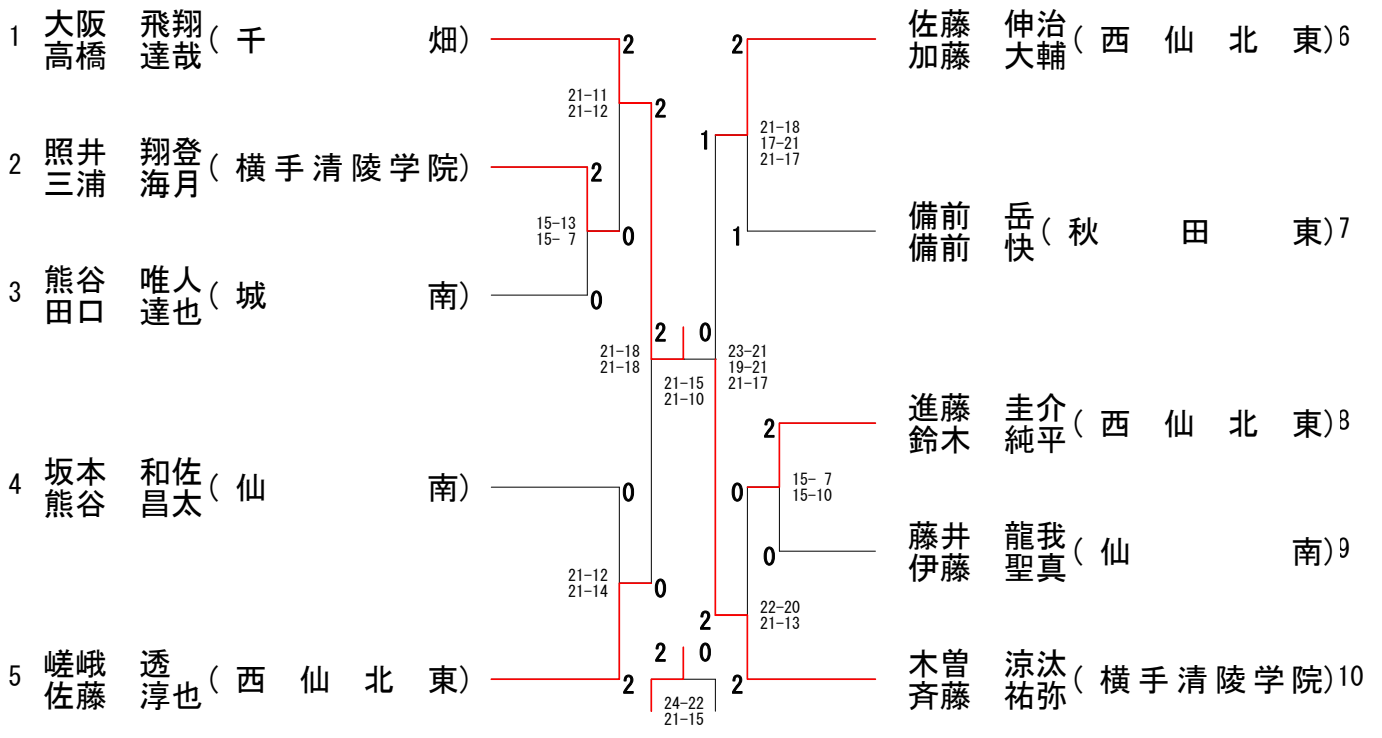 1 大阪 飛翔 ( 千 畑 )
高橋 達哉
2
21-11
21-12
2
2 照井 翔登 ( 横手清陵学院 )
三浦 海月
2
15-13
15- 7
0
3 熊谷 唯人 ( 城 南 )
田口 達也
0
21-18
21-18
2 0
21-15
21-10
4 坂本 和佐 ( 仙 南 )
熊谷 昌太
0
21-12
21-14
0
5 嵯峨 透 ( 西仙北東 )
佐藤 淳也
2
2 0
24-22
21-15
佐藤 伸治 ( 西仙北東 ) 6
加藤 大輔
2
1
21-18
17-21
21-17
備前 岳 ( 秋田東 ) 7
備前 快
1
23-21
19-21
21-17
進藤 圭介 ( 西仙北東 ) 8
鈴木 純平
2
0
15- 7
15-10
藤井 龍我 ( 仙 南 ) 9
伊藤 聖真
0
2
22-20
21-13
木曽 涼汰 ( 横手清陵学院 ) 10
斉藤 祐弥
2